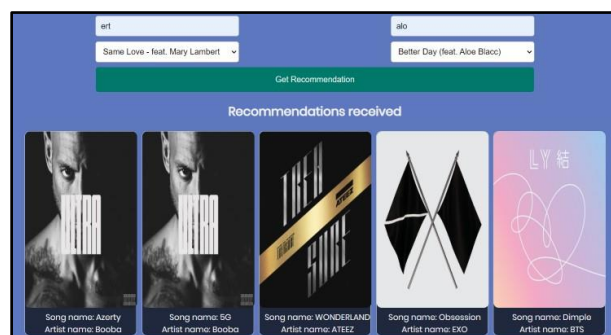 ert
alo
Same Love - feat. Mary Lambert
Better Day (feat. Aloe Blacc)
Get Recommendation
Recommendations received
ULTRA
ULTRA
TREASURE
ATEEZ
LY 結
Song name: Azerty
Artist name: Booba
Song name: 5G
Artist name: Booba
Song name: WONDERLAND
Artist name: ATEEZ
Song name: Obsession
Artist name: EXO
Song name: Dimple
Artist name: BTS